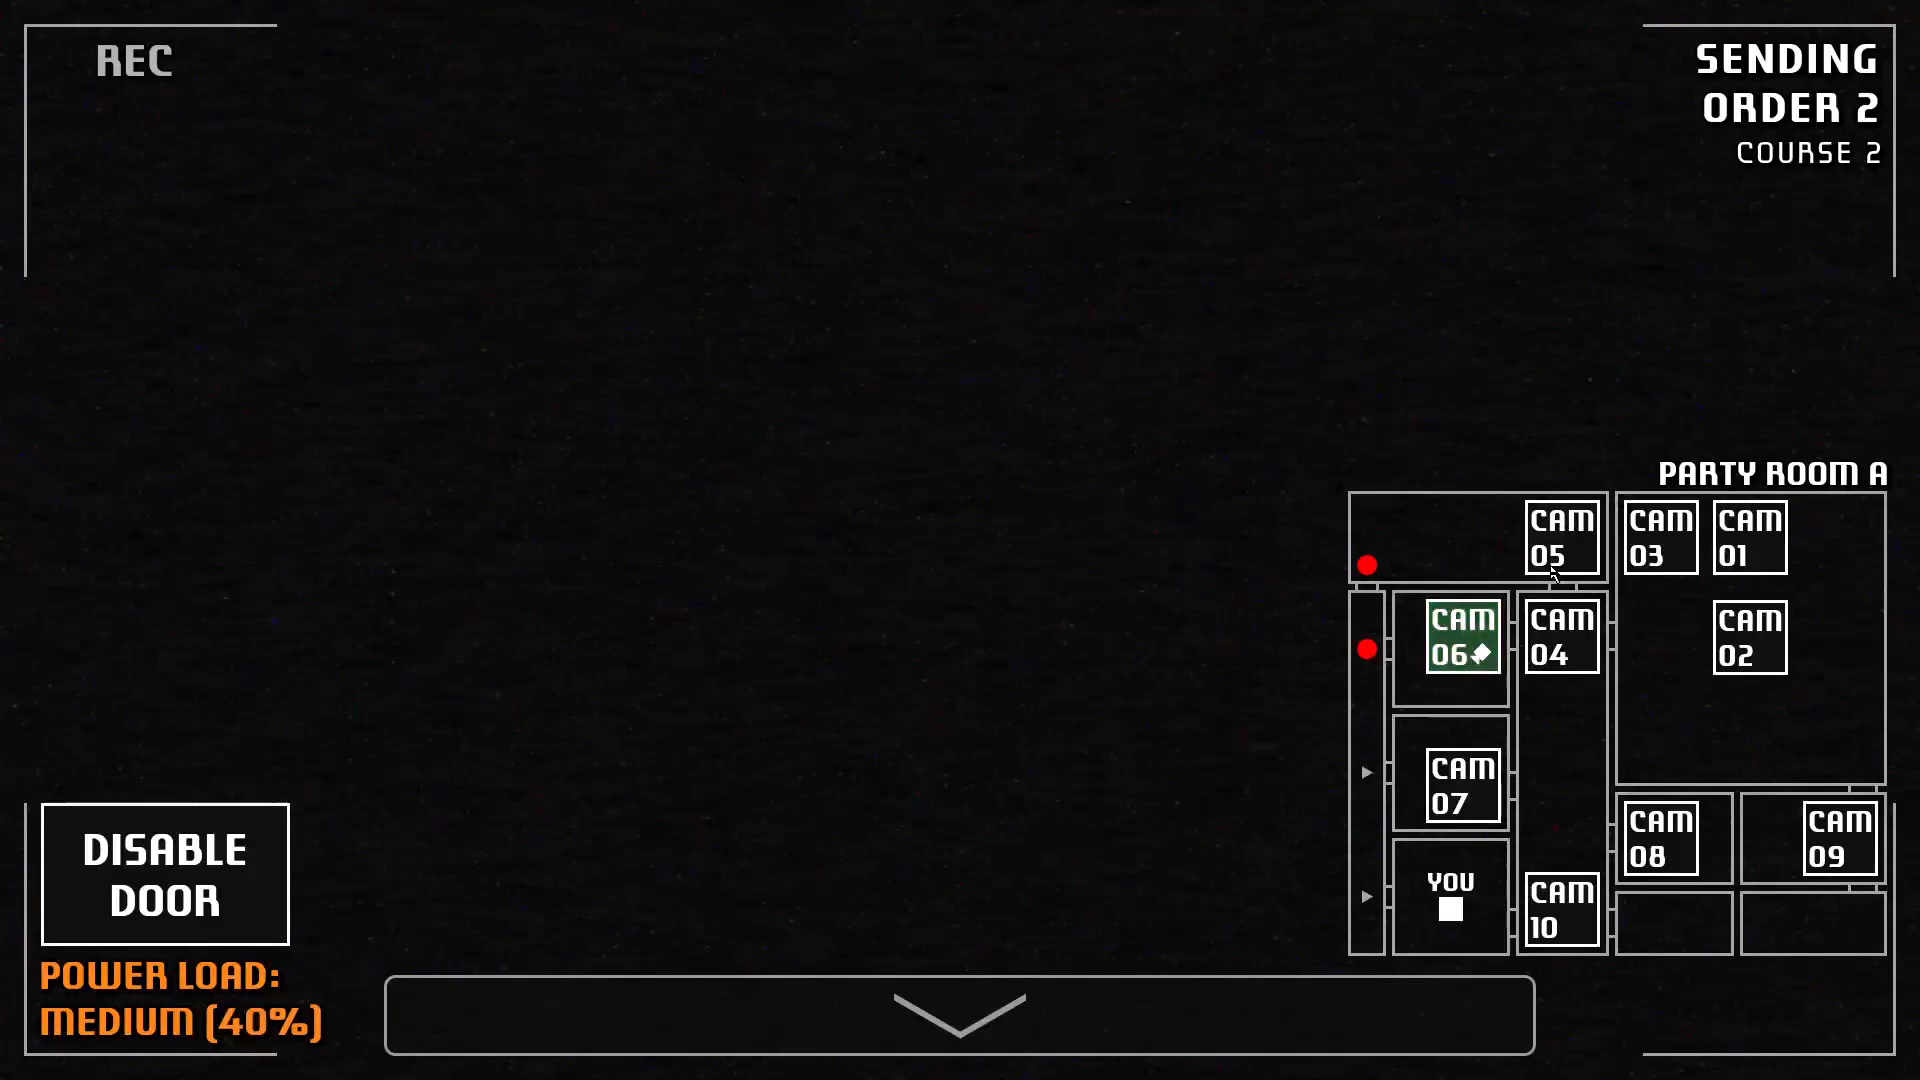 REC
SENDING
ORDER 2
COURSE 2
PARTY ROOM A
CAM
05
CAM
03
CAM
01
CAM
06
CAM
04
CAM
02
CAM
07
CAM
08
CAM
09
YOU
CAM
10
DISABLE
DOOR
POWER LOAD:
MEDIUM (40%)